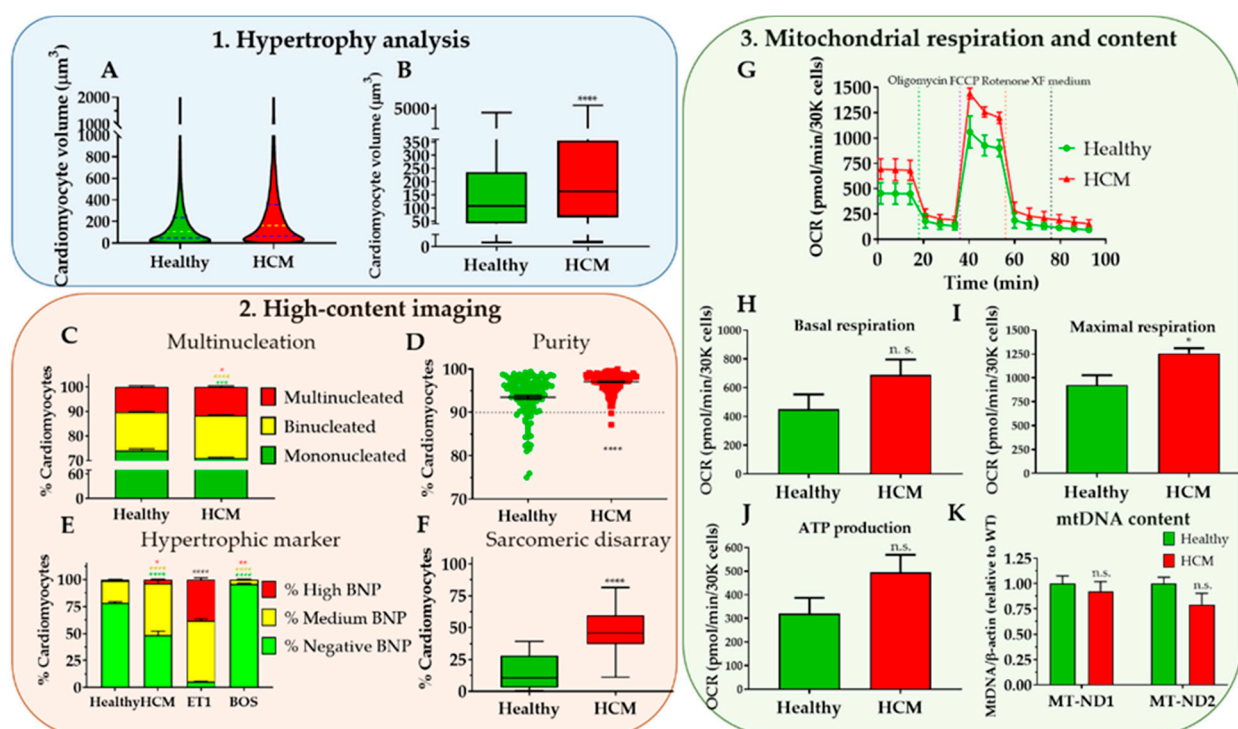 1. Hypertrophy analysis
A
Cardiomyocyte volume (μm³)
2000
1000
1000
800
600
400
200
0
Healthy
HCM
B
Cardiomyocyte volume (μm³)
5000
350
300
250
200
150
100
50
0
****
Healthy
HCM
2. High-content imaging
C
Multinucleation
% Cardiomyocytes
100
90
80
70
60
0
*
****
***
Healthy
HCM
Multinucleated
Binucleated
Mononucleated
D
Purity
% Cardiomyocytes
100
90
80
70
****
Healthy
HCM
E
Hypertrophic marker
% Cardiomyocytes
100
75
50
25
0
*
****
****
****
**
****
****
Healthy
HCM
ET1
BOS
% High BNP
% Medium BNP
% Negative BNP
F
Sarcomeric disarray
% Cardiomyocytes
100
75
50
25
0
****
Healthy
HCM
3. Mitochondrial respiration and content
G
Oligomycin FCCP Rotenone XF medium
OCR (pmol/min/30K cells)
1500
1250
1000
750
500
250
0
0
20
40
60
80
100
Time (min)
Healthy
HCM
H
Basal respiration
OCR (pmol/min/30K cells)
1000
800
600
400
200
0
n. s.
Healthy
HCM
I
Maximal respiration
OCR (pmol/min/30K cells)
1500
1250
1000
750
500
250
0
*
Healthy
HCM
J
ATP production
OCR (pmol/min/30K cells)
600
500
400
300
200
100
0
n.s.
Healthy
HCM
K
mtDNA content
MtDNA/β-actin (relative to WT)
1.25
1.00
0.75
0.50
0.25
0.00
Healthy
HCM
n.s.
n.s.
MT-ND1
MT-ND2